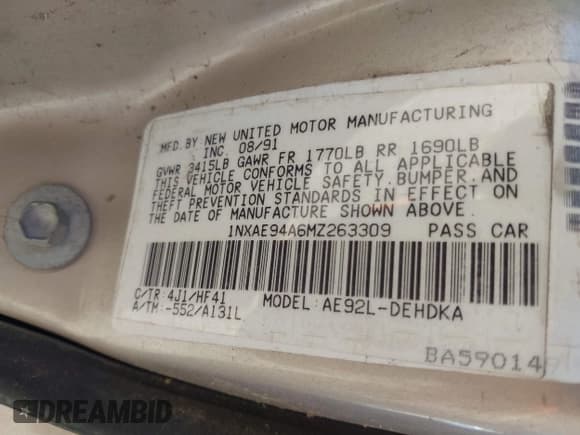 MFD.BY NEW UNITED MOTOR MANUFACTURING
INC. 08/91
GVWR 3415LB GAWR FR 1770LB RR 1690LB
THIS VEHICLE CONFORMS TO ALL APPLICABLE
FEDERAL MOTOR VEHICLE SAFETY.BUMPER.AND
THEFT PREVENTION STANDARDS IN EFFECT ON
THE DATE OF MANUFACTURE SHOWN ABOVE.
1NXAE94A6MZ263309 PASS CAR
C/TR 4J1/HF41 MODEL:AE92L-DEHDKA
A/TM -552/A131L
BA59014
DREAMBID